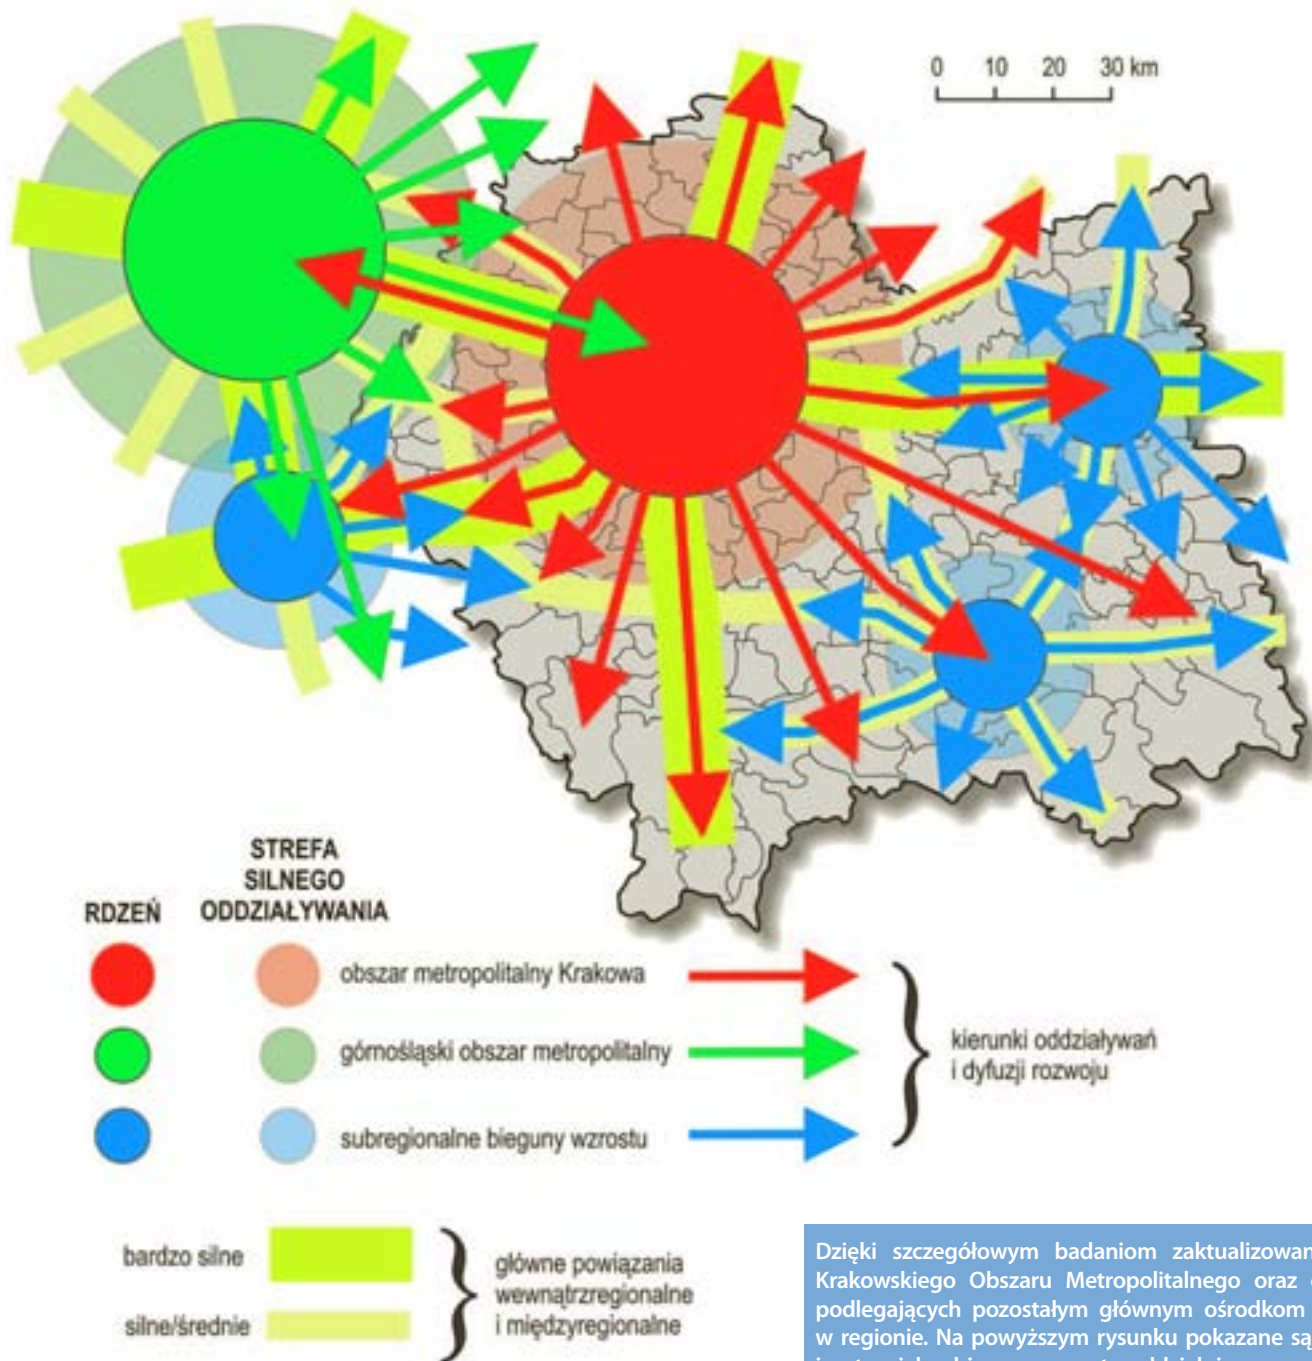 0 10 20 30 km
STREFA
SILNEGO
RDZEŃ ODDZIAŁYWANIA
obszar metropolitalny Krakowa
górnośląski obszar metropolitalny
subregionalne bieguny wzrostu
kierunki oddziaływań
i dyfuzji rozwoju
bardzo silne
silne/średnie
główne powiązania
wewnątrzregionalne
i międzyregionalne
Dzięki szczegółowym badaniom zaktualizowan
Krakowskiego Obszaru Metropolitalnego oraz
podlegających pozostałym głównym ośrodkom
w regionie. Na powyższym rysunku pokazane są